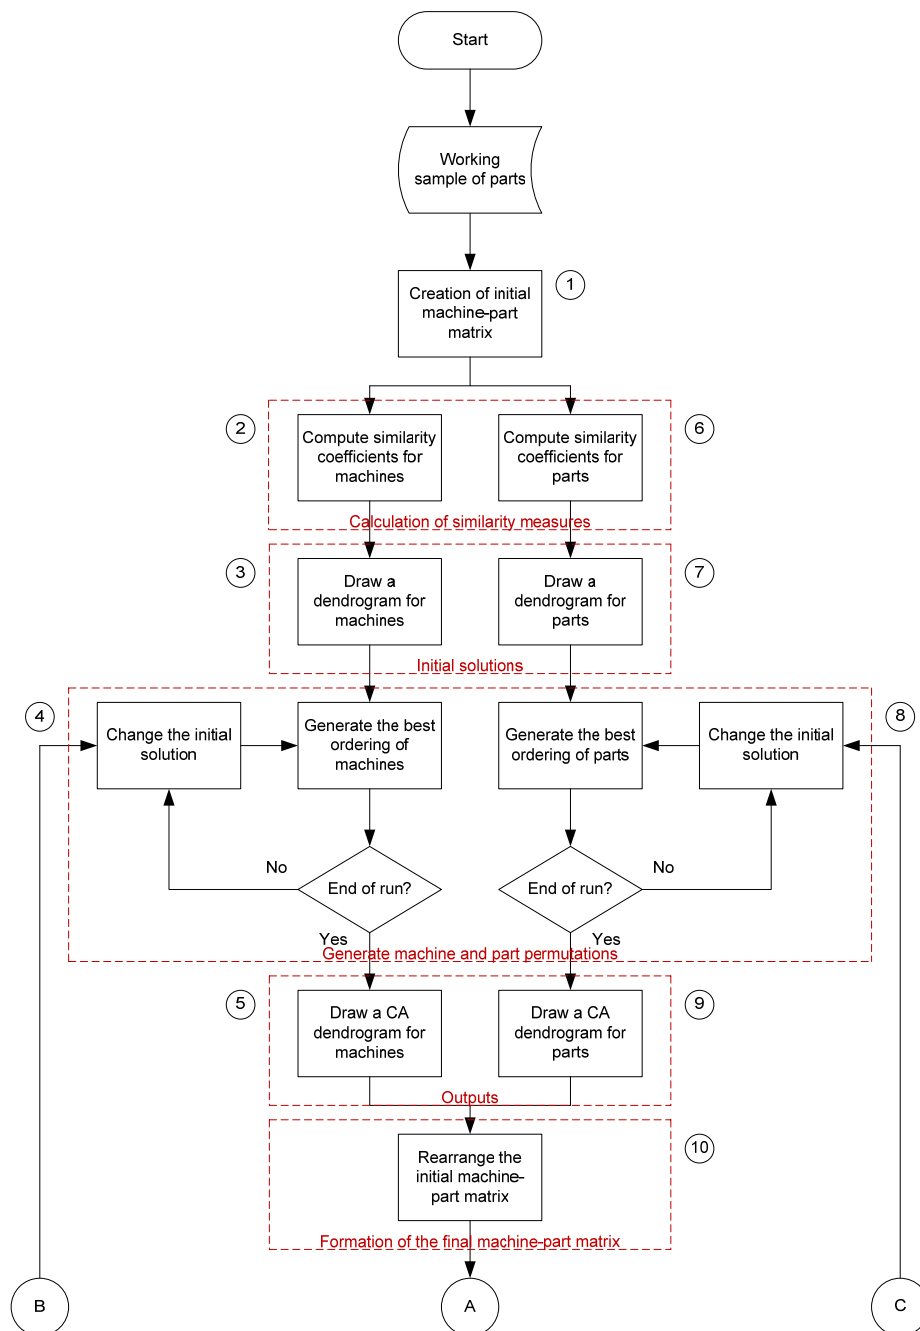 Start
Working
sample of parts
1
Creation of initial
machine-part
matrix
2
Compute similarity
coefficients for
machines
Compute similarity
coefficients for
parts
6
Calculation of similarity measures
3
Draw a
dendrogram for
machines
Draw a
dendrogram for
parts
7
Initial solutions
4
Change the initial
solution
Generate the best
ordering of
machines
Generate the best
ordering of parts
Change the initial
solution
8
No
End of run?
End of run?
No
Yes
Yes
Generate machine and part permutations
5
Draw a CA
dendrogram for
machines
Draw a CA
dendrogram for
parts
9
Outputs
Rearrange the
initial machine-
part matrix
10
Formation of the final machine-part matrix
B
A
C